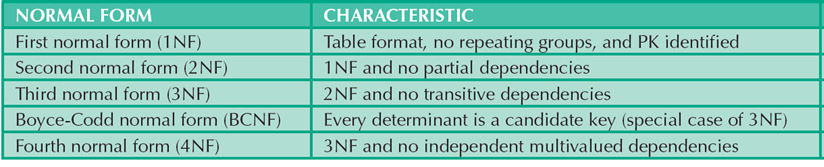 NORMAL FORM CHARACTERISTIC
First normal form (1NF) Table format, no repeating groups, and PK identified
Second normal form (2NF) 1NF and no partial dependencies
Third normal form (3NF) 2NF and no transitive dependencies
Boyce-Codd normal form (BCNF) Every determinant is a candidate key (special case of 3NF)
Fourth normal form (4NF) 3NF and no independent multivalued dependencies